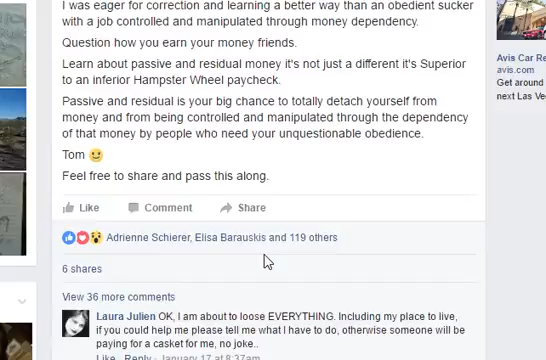 I was eager for correction and learning a better way than an obedient sucker
with a job controlled and manipulated through money dependency.
Question how you earn your money friends.
Learn about passive and residual money it's not just a different it's Superior
to an inferior Hampster Wheel paycheck.
Passive and residual is your big chance to totally detach yourself from
money and from being controlled and manipulated through the dependency
of that money by people who need your unquestionable obedience.
Tom 🙂
Feel free to share and pass this along.
Like Comment Share
Adrienne Schierer, Elisa Barauskis and 119 others
6 shares
View 36 more comments
Laura Julien OK, I am about to loose EVERYTHING. Including my place to live,
if you could help me please tell me what I have to do, otherwise someone will be
paying for a casket for me, no joke..
Like Reply January 17 at 8:37am
Avis Car Re
avis.com
Get around
next Las Ve